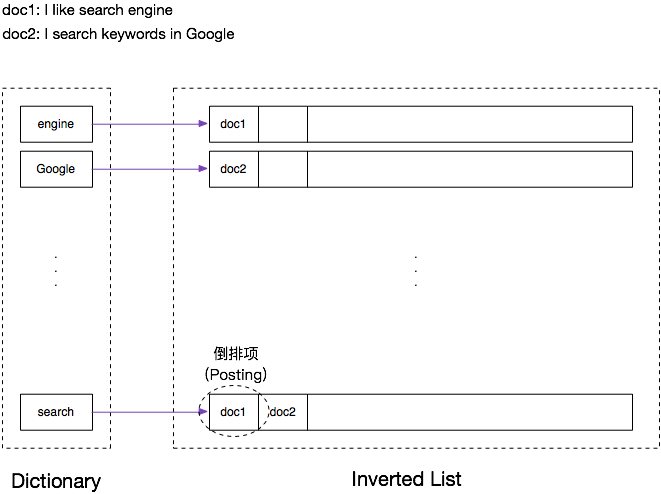 doc1: I like search engine
doc2: I search keywords in Google
engine
doc1
Google
doc2
.
.
.
.
.
.
倒排项
(Posting)
search
doc1
doc2
Dictionary
Inverted List